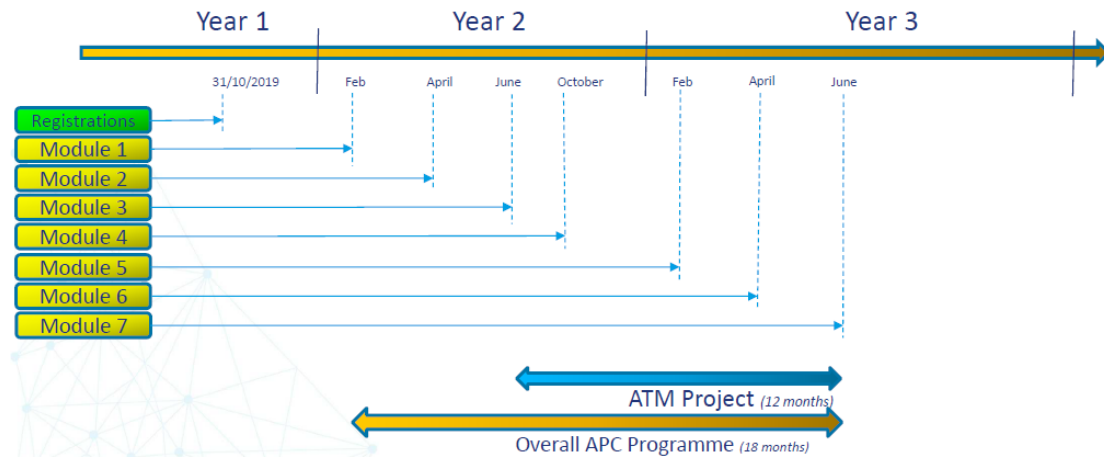 Year 1 Year 2 Year 3
31/10/2019 Feb April June October Feb April June
Registrations
Module 1
Module 2
Module 3
Module 4
Module 5
Module 6
Module 7
ATM Project (12 months)
Overall APC Programme (18 months)